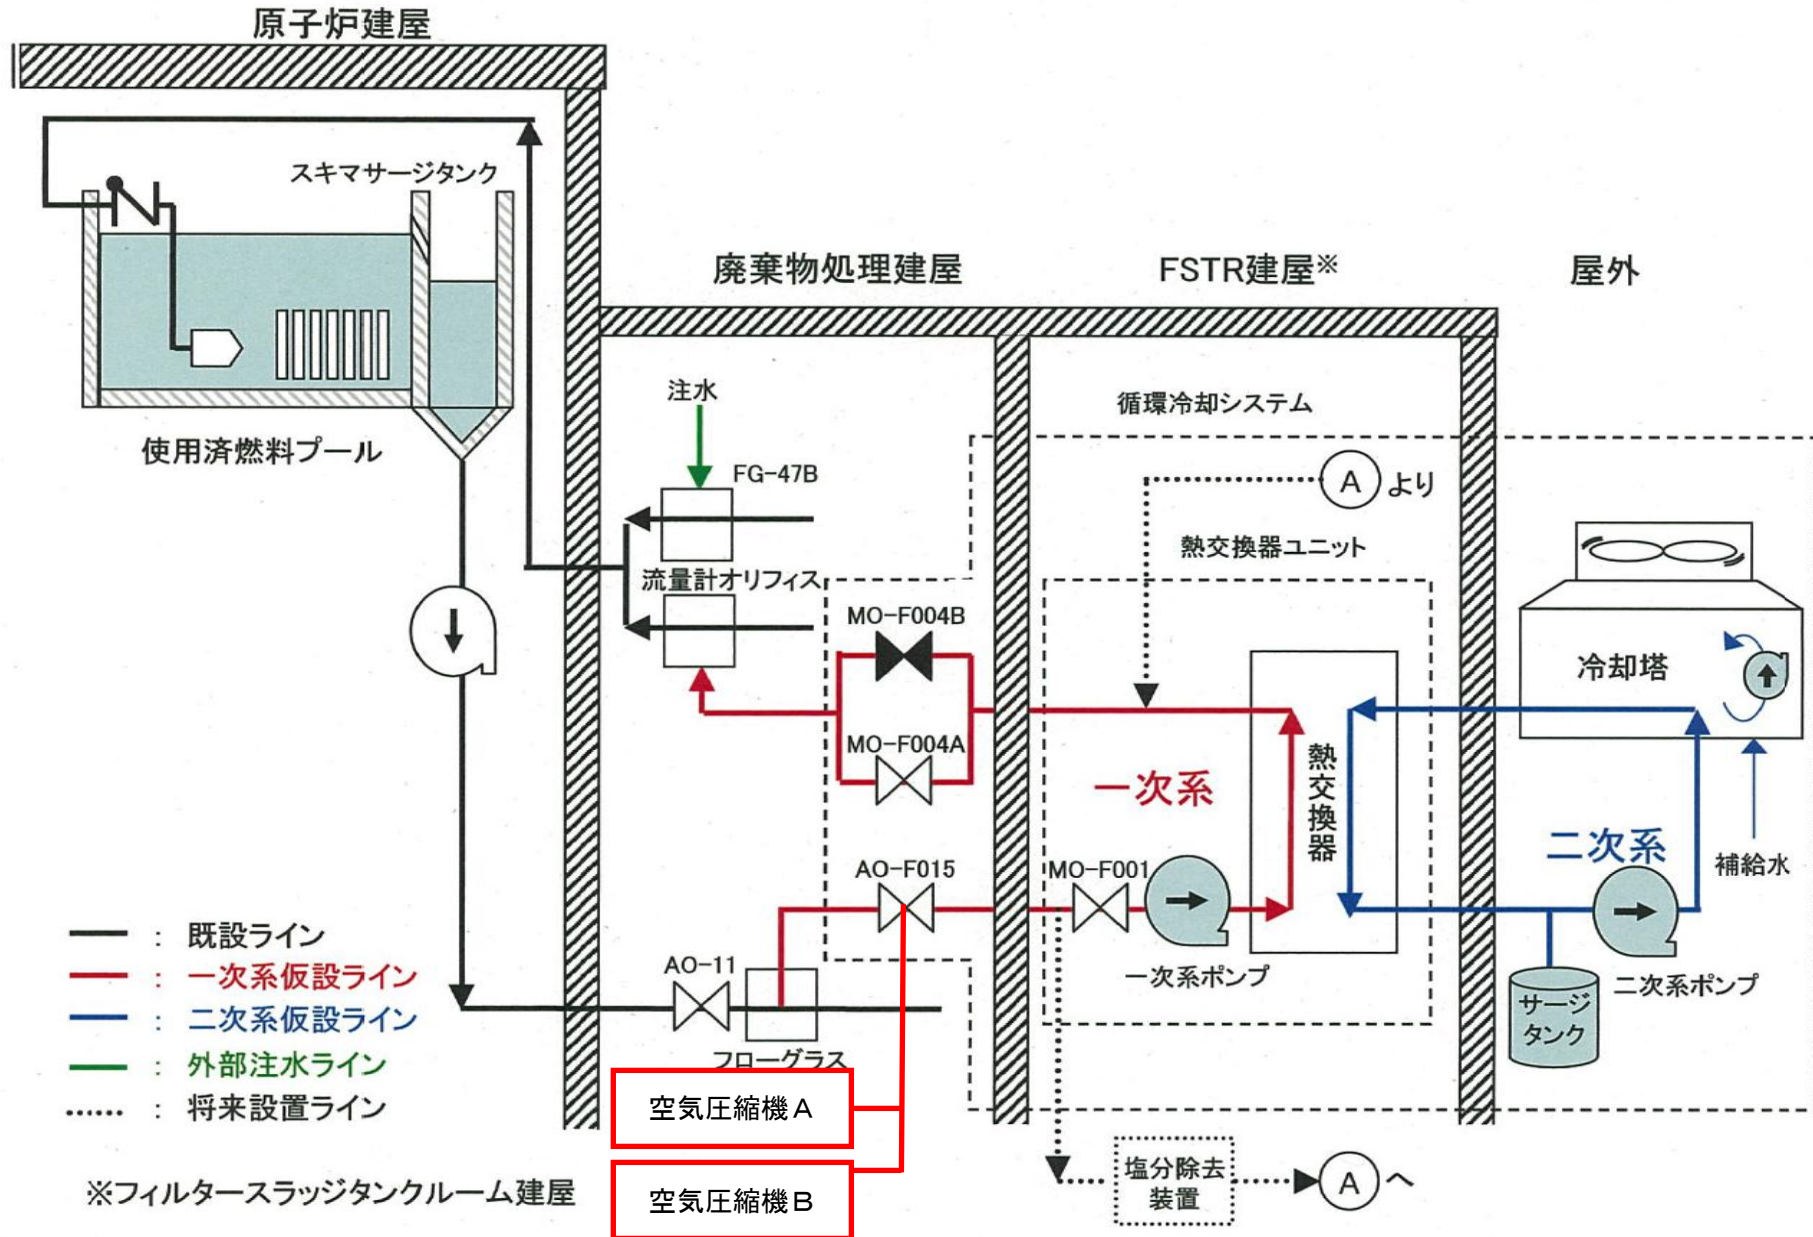 原子炉建屋
スキマサージタンク
使用済燃料プール
廃棄物処理建屋
FSTR建屋※
屋外
注水
FG-47B
流量計オリフィス
循環冷却システム
A より
熱交換器ユニット
MO-F004B
MO-F004A
一次系
熱交換器
冷却塔
二次系
補給水
AO-F015
MO-F001
一次系ポンプ
二次系ポンプ
サージ
タンク
AO-11
フローグラス
空気圧縮機A
空気圧縮機B
塩分除去
装置
A へ
： 既設ライン
： 一次系仮設ライン
： 二次系仮設ライン
： 外部注水ライン
： 将来設置ライン
※フィルタースラッジタンクルーム建屋